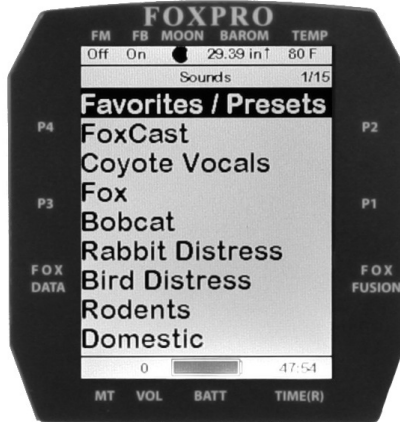 FOXPRO
FM FB MOON BAROM TEMP
Off On 29.39 in↑ 80 F
Sounds 1/15
Favorites / Presets
P4 FoxCast P2
Coyote Vocals
P3 Fox P1
Bobcat
Rabbit Distress
FOX DATA Bird Distress FOX FUSION
Rodents
Domestic
0 47:54
MT VOL BATT TIME(R)